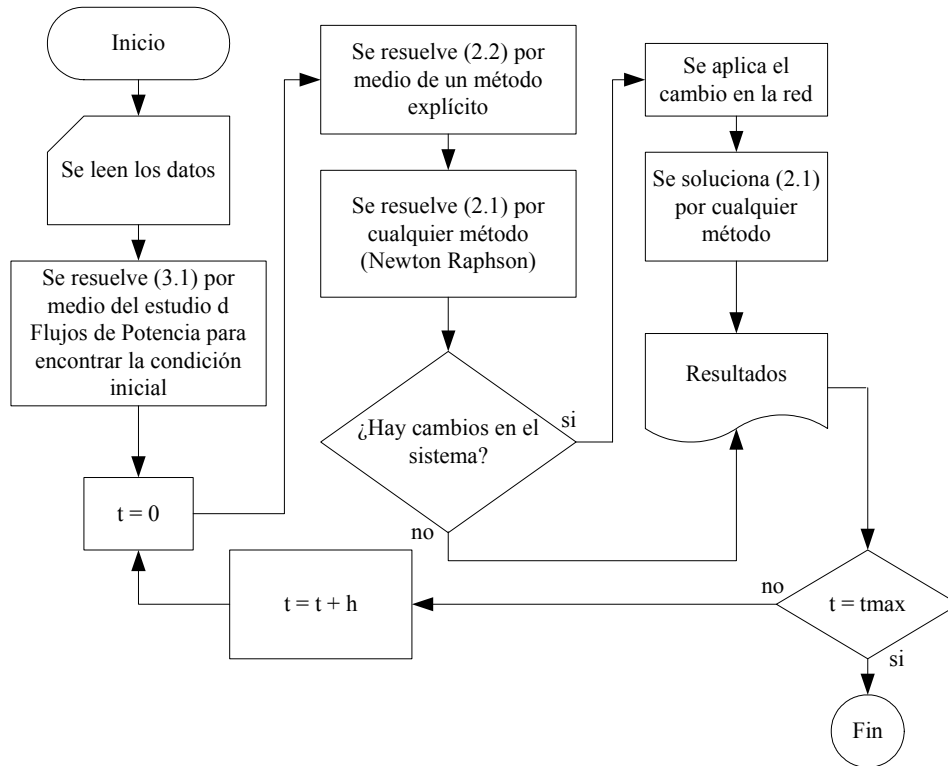 Inicio
Se leen los datos
Se resuelve (3.1) por
medio del estudio d
Flujos de Potencia para
encontrar la condición
inicial
t = 0
Se resuelve (2.2) por
medio de un método
explícito
Se resuelve (2.1) por
cualquier método
(Newton Raphson)
¿Hay cambios en el
sistema?
si
no
Se aplica el
cambio en la red
Se soluciona (2.1)
por cualquier
método
Resultados
t = tmax
no
si
t = t + h
Fin